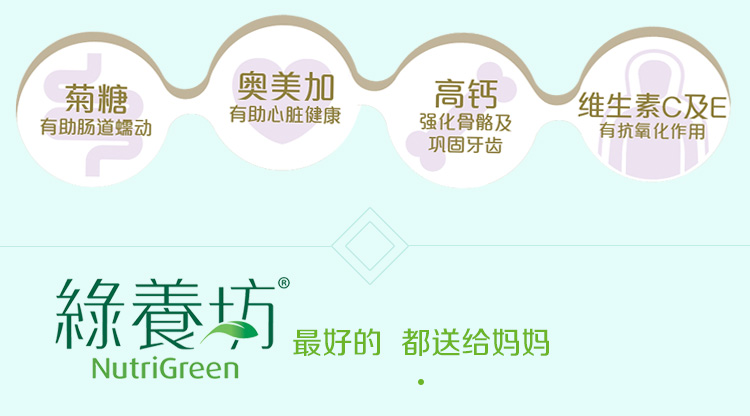 菊糖
有助肠道蠕动
奥美加
有助心脏健康
高钙
强化骨骼及
巩固牙齿
维生素C及E
有抗氧化作用
綠養坊®
NutriGreen
最好的 都送给妈妈